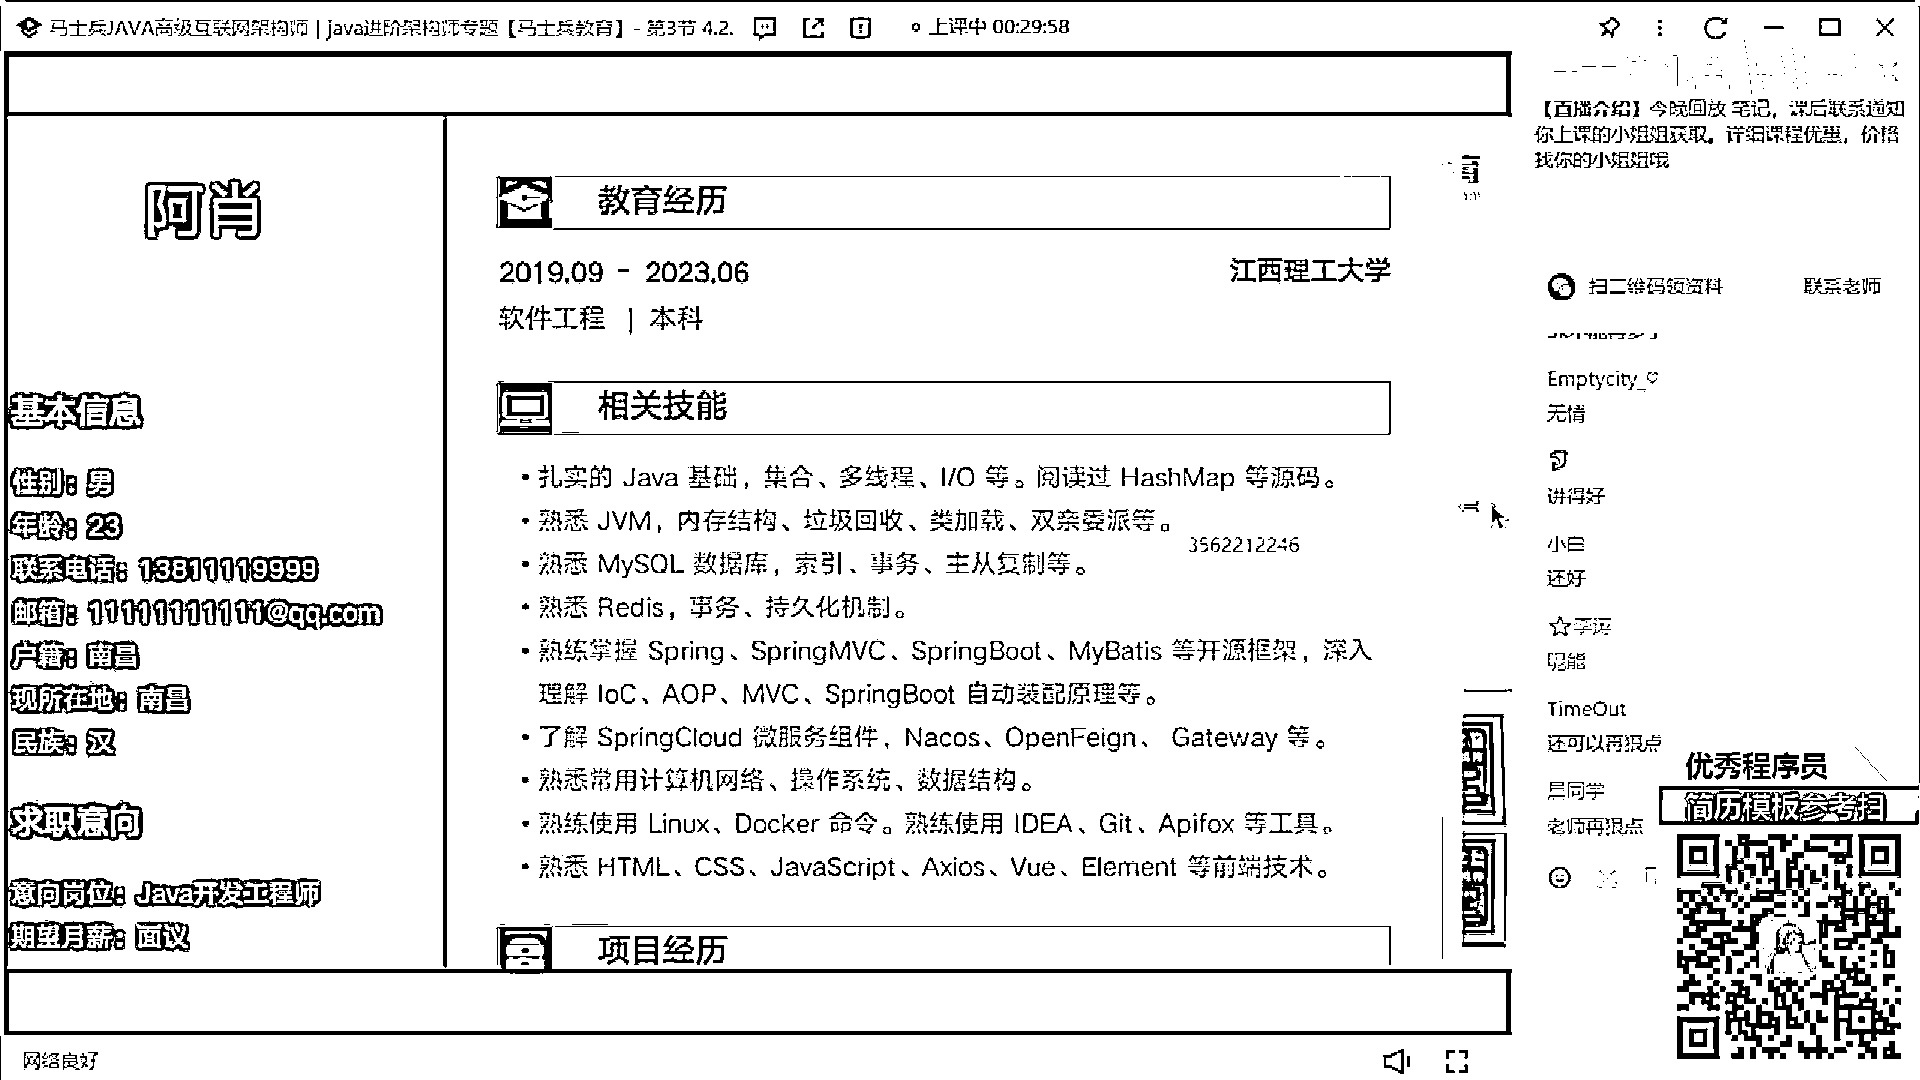 马士兵JAVA高级互联网架构师 | java进阶架构师专题【马士兵教育】- 第3节 4.2.
上课中 00:29:58
阿肖
基本信息
性别：男
年龄：23
联系电话：13811119999
邮箱：11111111111@qq.com
户籍：南昌
现所在地：南昌
民族：汉
求职意向
意向岗位：Java开发工程师
期望月薪：面议
教育经历
2019.09 - 2023.06
江西理工大学
软件工程 | 本科
相关技能
• 扎实的 Java 基础，集合、多线程、I/O 等。阅读过 HashMap 等源码。
• 熟悉 JVM，内存结构、垃圾回收、类加载、双亲委派等。
3562212246
• 熟悉 MySQL 数据库，索引、事务、主从复制等。
• 熟悉 Redis，事务、持久化机制。
• 熟练掌握 Spring、SpringMVC、SpringBoot、MyBatis 等开源框架，深入
理解 IoC、AOP、MVC、SpringBoot 自动装配原理等。
• 了解 SpringCloud 微服务组件，Nacos、OpenFeign、 Gateway 等。
• 熟悉常用计算机网络、操作系统、数据结构。
• 熟练使用 Linux、Docker 命令。熟练使用 IDEA、Git、Apifox 等工具。
• 熟悉 HTML、CSS、JavaScript、Axios、Vue、Element 等前端技术。
项目经历
网络良好
【直播介绍】今晚回放 笔记，课后联系通知
你上课的小姐姐获取。详细课程优惠，价格
找你的小姐姐哦
扫二维码领资料
联系老师
Emptycity_♡
无情
讲得好
小白
还好
TimeOut
还可以再狠点
同学
老师再狠点
优秀程序员
简历模板参考扫